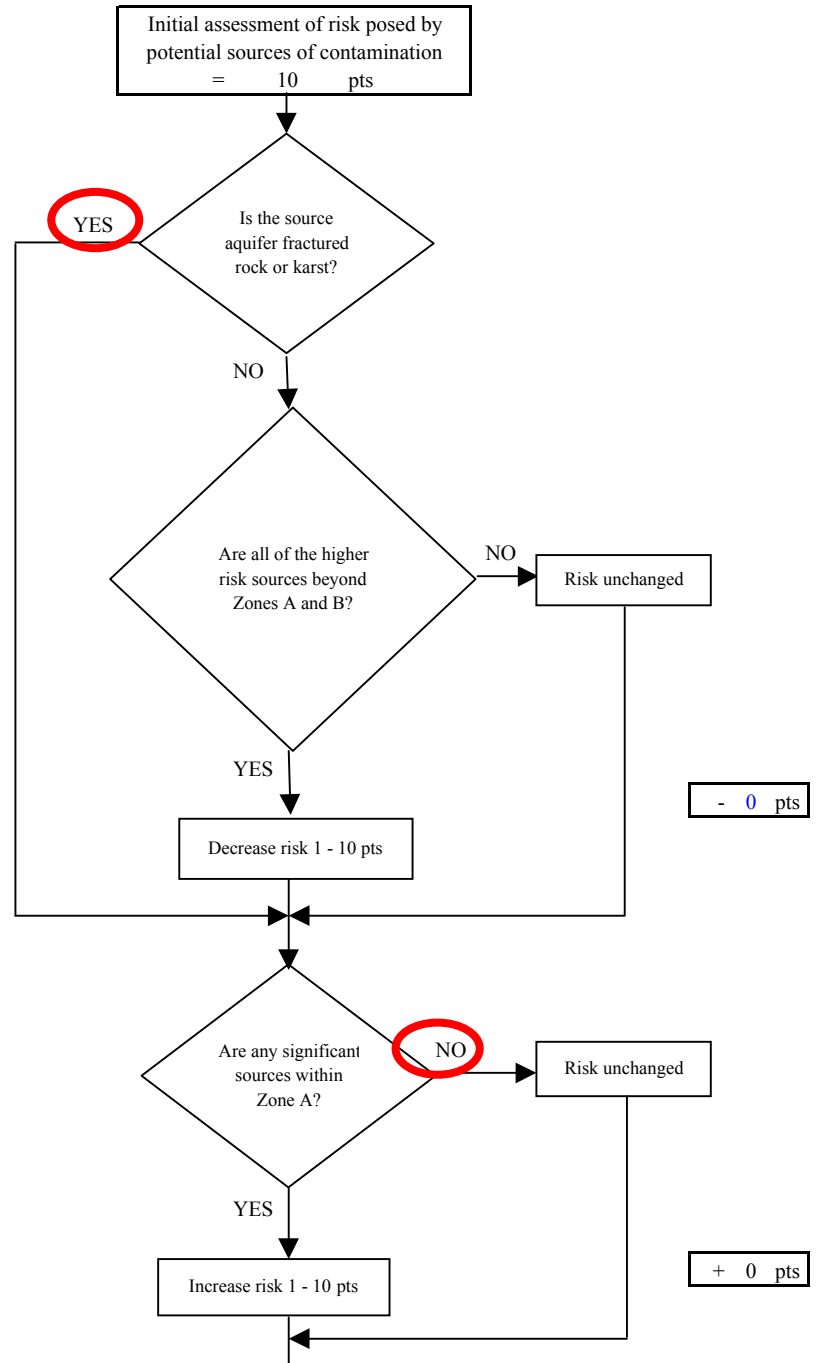 Initial assessment of risk posed by
potential sources of contamination
= 10 pts
YES
Is the source
aquifer fractured
rock or karst?
NO
Are all of the higher
risk sources beyond
Zones A and B?
NO
Risk unchanged
YES
- 0 pts
Decrease risk 1 - 10 pts
Are any significant
sources within
Zone A?
NO
Risk unchanged
YES
+ 0 pts
Increase risk 1 - 10 pts